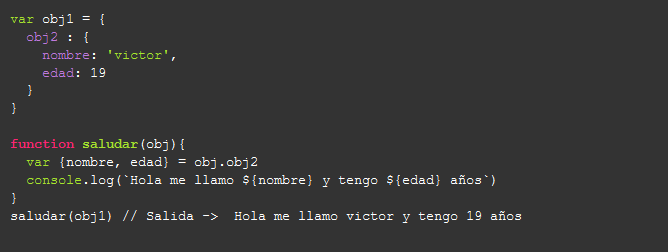 var obj1 = {
  obj2 : {
    nombre: 'victor',
    edad: 19
  }
}

function saludar(obj){
  var {nombre, edad} = obj.obj2
  console.log(`Hola me llamo ${nombre} y tengo ${edad} años`)
}
saludar(obj1) // Salida ->  Hola me llamo victor y tengo 19 años